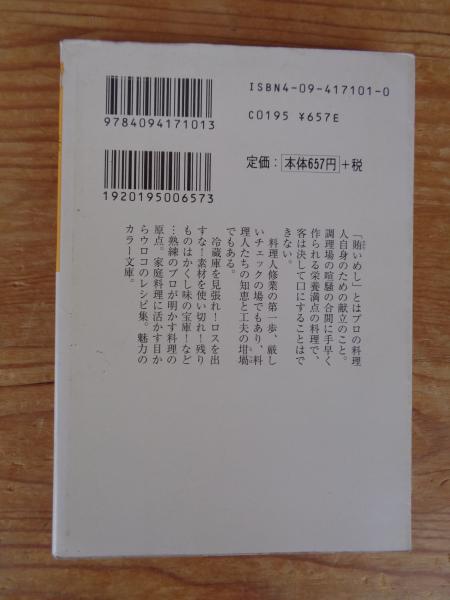 ISBN4-09-417101-0
9784094171013
C0195 ¥657E
定価：本体657円+税
1920195006573
「賄いめし」とはプロの料理
人自身のための献立のこと。
調理場の喧騒の合間に手早く
作られる栄養満点の料理で、
客は決して口にすることはで
きない。
料理人修業の第一歩、厳し
いチェックの場でもあり、料
理人たちの知恵と工夫の坩堝
でもある。
冷蔵庫を見張れ！ロスを出
すな！素材を使い切れ！残り
ものはかくし味の宝庫！など
…熟練のプロが明かす料理の
原点。家庭料理に活かす目か
らウロコのレシピ集。魅力の
カラー文庫。